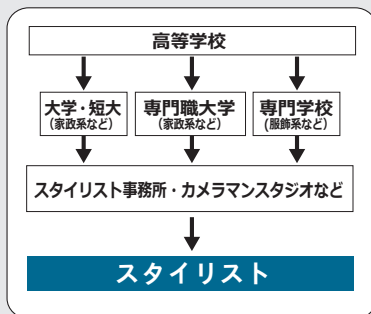 高等学校
大学・短大
(家政系など)
専門職大学
(家政系など)
専門学校
(服飾系など)
スタイリスト事務所・カメラマンスタジオなど
スタイリスト